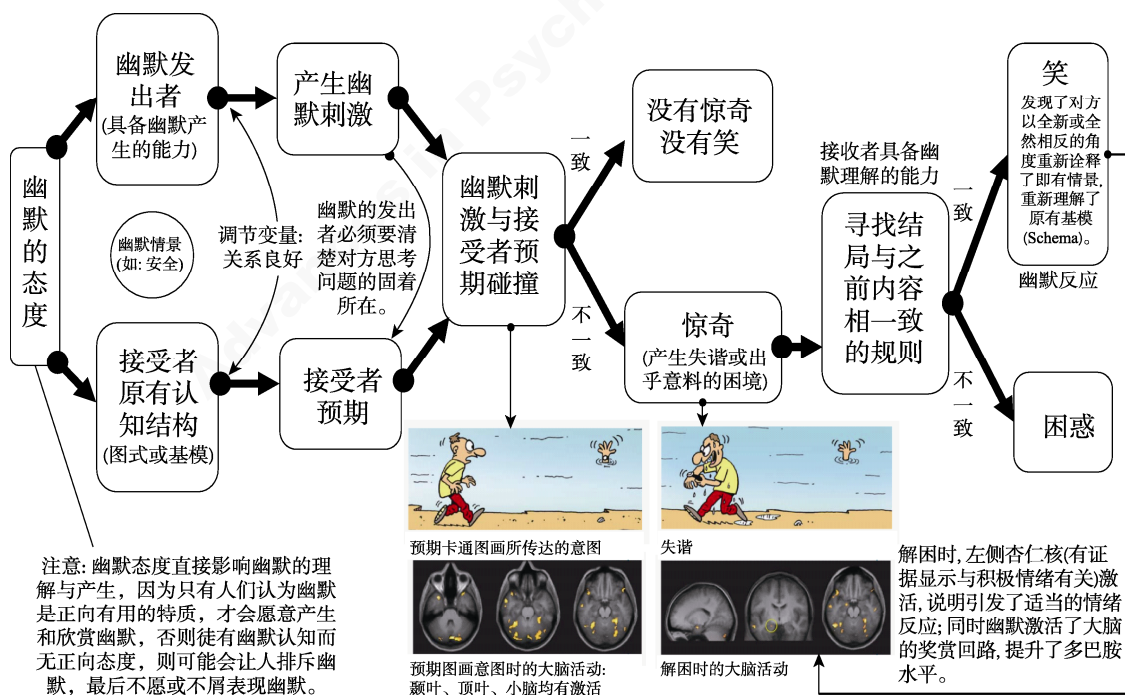 幽
默
的
态
度
幽默发
出者
(具备幽默产
生的能力)
幽默情景
(如: 安全)
接受者
原有认
知结构
(图式或基模)
调节变量:
关系良好
产生幽
默刺激
幽默的发出
者必须要清
楚对方思考
问题的固着
所在。
接受者
预期
幽默刺
激与接
受者预
期碰撞
一致
不一致
没有惊奇
没有笑
惊奇
(产生失谐或出
乎意料的困境)
接收者具备幽
默理解的能力
寻找结
局与之
前内容
相一致
的规则
一致
不一致
笑
发现了对方
以全新或全
然相反的角
度重新诠释
了即有情景,
重新理解了
原有基模
(Schema)。
幽默反应
困惑
预期卡通图画所传达的意图
失谐
预期图画意图时的大脑活动:
颞叶、顶叶、小脑均有激活
解困时的大脑活动
注意: 幽默态度直接影响幽默的理
解与产生，因为只有人们认为幽默
是正向有用的特质，才会愿意产生
和欣赏幽默，否则徒有幽默认知而
无正向态度，则可能会让人排斥幽
默，最后不愿或不屑表现幽默。
解困时, 左侧杏仁核(有证
据显示与积极情绪有关)激
活, 说明引发了适当的情绪
反应; 同时幽默激活了大脑
的奖赏回路, 提升了多巴胺
水平。